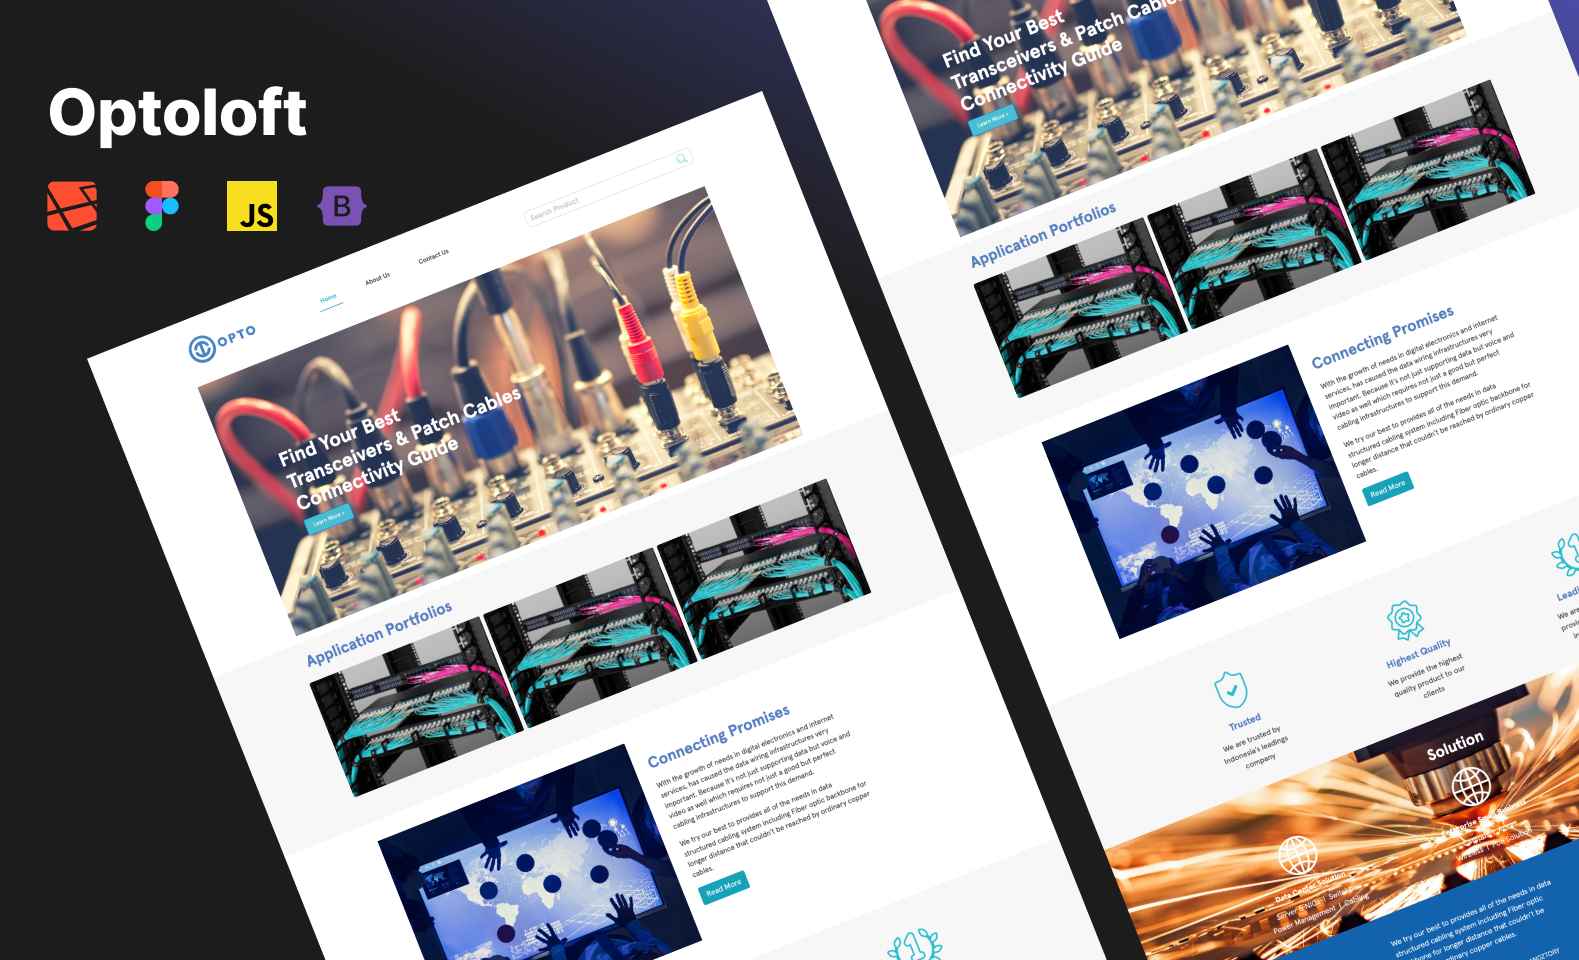 Optoloft
JS
B
Search Product
Home
About Us
Contact Us
OPTO
Find Your Best
Transceivers & Patch Cables
Connectivity Guide
Learn More >
Application Portfolios
Connecting Promises
With the growth of needs in digital electronics and internet
services, has caused the data wiring infrastructures very
important. Because it's not just supporting data but voice and
video as well which requires not just a good but perfect
cabling infrastructures to support this demand.
We try our best to provides all of the needs in data
structured cabling system including Fiber optic backbone for
longer distance that couldn't be reached by ordinary copper
cables.
Read More
1
Find Your Best
Transceivers & Patch Cables
Connectivity Guide
Learn More >
Application Portfolios
Connecting Promises
With the growth of needs in digital electronics and internet
services, has caused the data wiring infrastructures very
important. Because it's not just supporting data but voice and
video as well which requires not just a good but perfect
cabling infrastructures to support this demand.
We try our best to provides all of the needs in data
structured cabling system including Fiber optic backbone for
longer distance that couldn't be reached by ordinary copper
cables.
Read More
Trusted
We are trusted by
Indonesia's leadings
company
Highest Quality
We provide the highest
quality product to our
clients
We are
Solution
Data Center Solution
Server & NICs | Switching
Power Management | Cabling
We try our best to provides all of the needs in data
structured cabling system including Fiber optic
backbone for longer distance that couldn't be
ordinary copper cables.